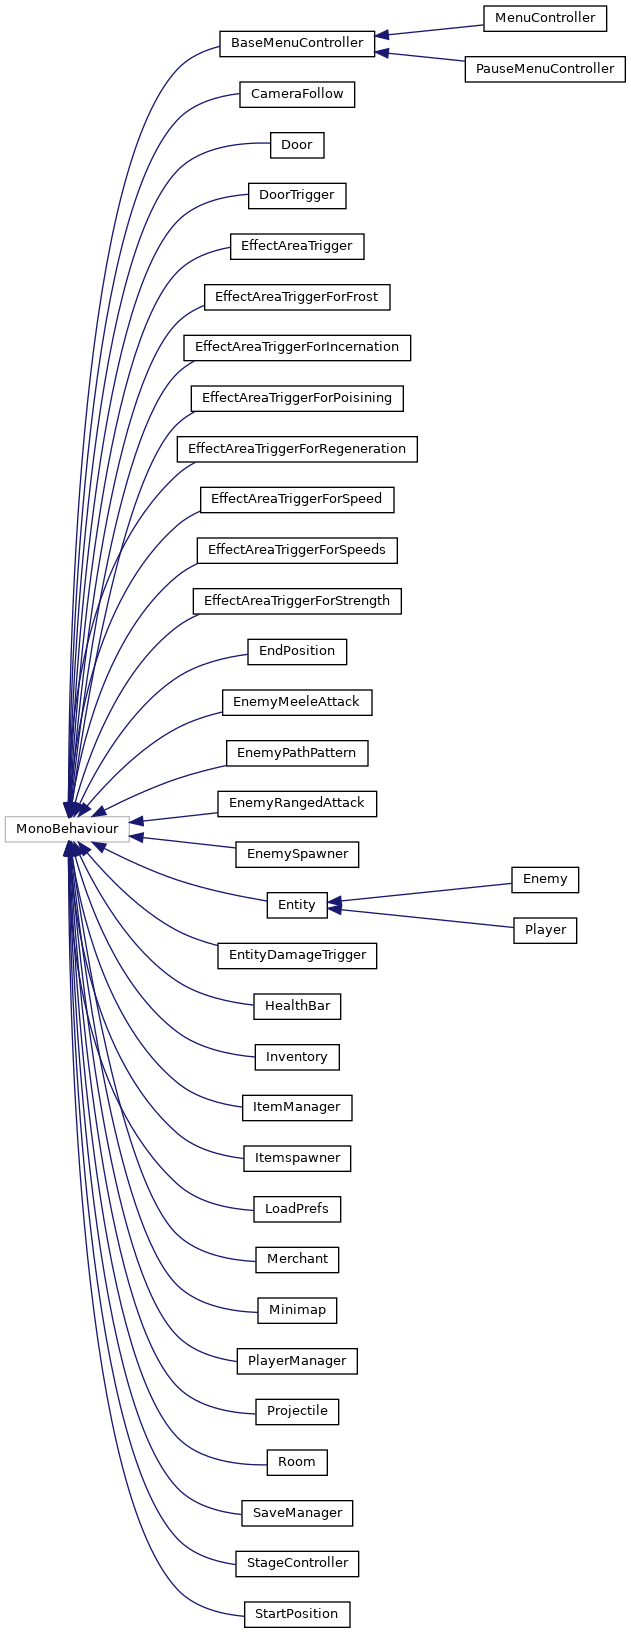 MenuController
BaseMenuController
PauseMenuController
CameraFollow
Door
DoorTrigger
EffectAreaTrigger
EffectAreaTriggerForFrost
EffectAreaTriggerForIncernation
EffectAreaTriggerForPoisining
EffectAreaTriggerForRegeneration
EffectAreaTriggerForSpeed
EffectAreaTriggerForSpeeds
EffectAreaTriggerForStrength
EndPosition
EnemyMeeleAttack
EnemyPathPattern
EnemyRangedAttack
MonoBehaviour
EnemySpawner
Enemy
Entity
Player
EntityDamageTrigger
HealthBar
Inventory
ItemManager
Itemspawner
LoadPrefs
Merchant
Minimap
PlayerManager
Projectile
Room
SaveManager
StageController
StartPosition